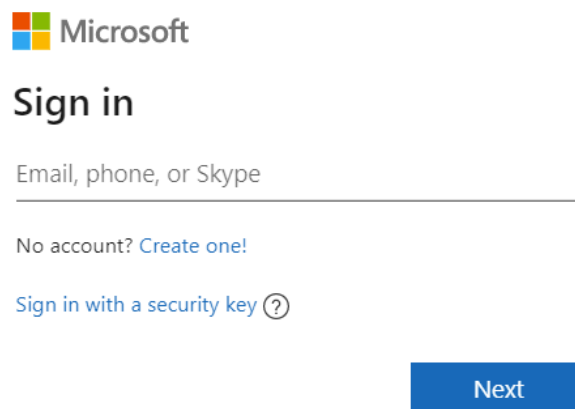 Microsoft
Sign in
Email, phone, or Skype
No account? Create one!
Sign in with a security key ?
Next